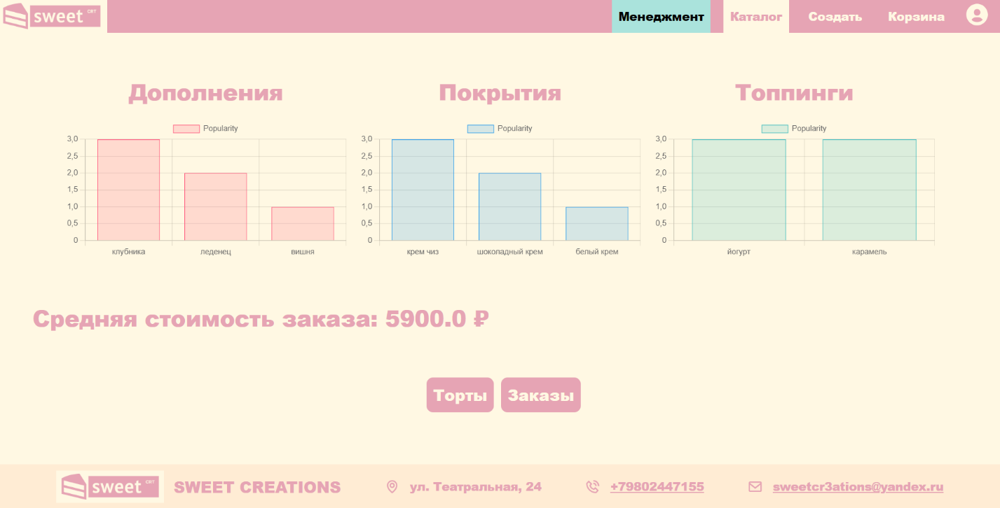 sweet CRT Менеджмент Каталог Создать Корзина
Дополнения Покрытия Топпинги
Popularity
3,0
2,5
2,0
1,5
1,0
0,5
0
клубника леденец вишня
Popularity
3,0
2,5
2,0
1,5
1,0
0,5
0
крем чиз шоколадный крем белый крем
Popularity
3,0
2,5
2,0
1,5
1,0
0,5
0
йогурт карамель
Средняя стоимость заказа: 5900.0 ₽
Торты Заказы
sweet CRT SWEET CREATIONS ул. Театральная, 24 +79802447155 sweetcr3ations@yandex.ru